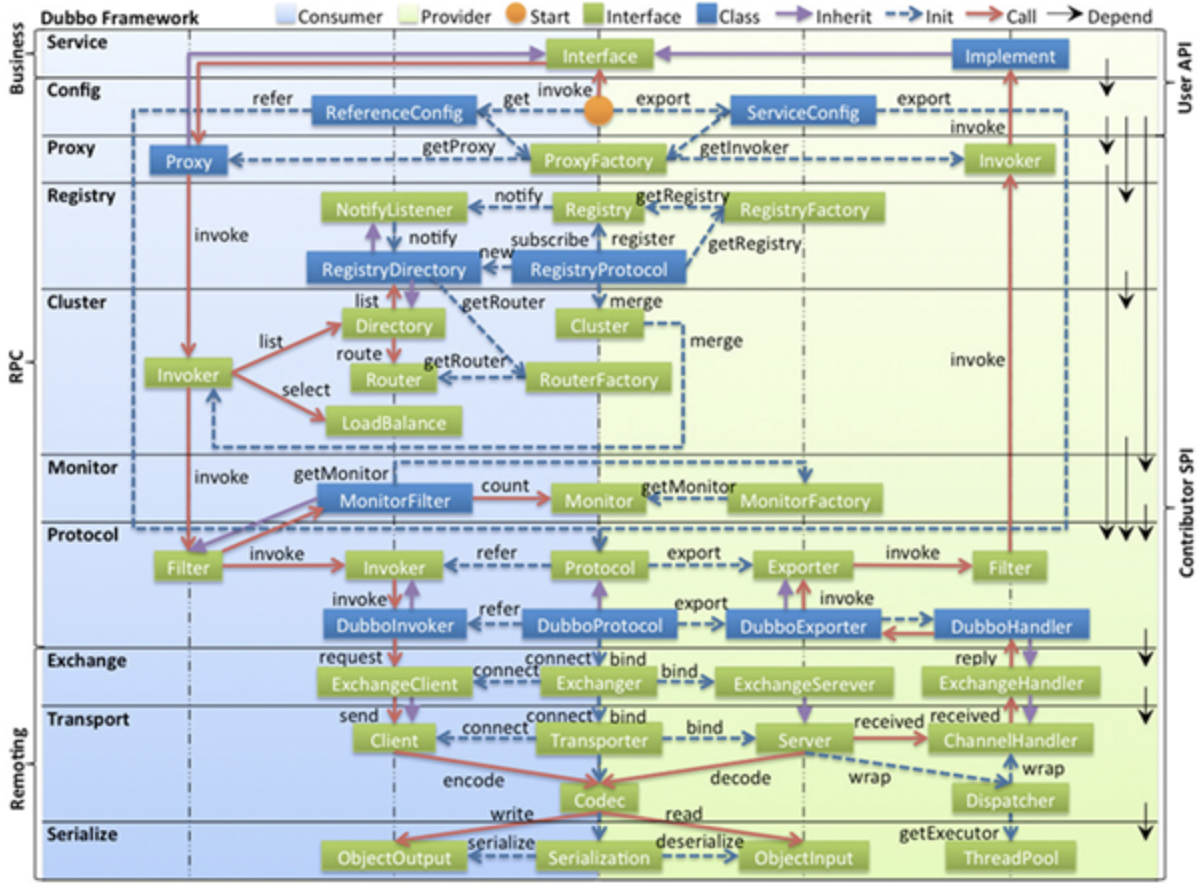 Dubbo Framework
Consumer
Provider
Start
Interface
Class
Inherit
Init
Call
Depend
Business
RPC
Remoting
User API
Contributor SPI
Service
Interface
Implement
Config
refer
ReferenceConfig
get
invoke
export
ServiceConfig
export
invoke
Proxy
Proxy
getProxy
ProxyFactory
getInvoker
Invoker
Registry
NotifyListener
notify
Registry
getRegistry
RegistryFactory
invoke
notify
subscribe
register
getRegistry
new
RegistryDirectory
RegistryProtocol
Cluster
list
getRouter
merge
Directory
Cluster
list
merge
route
getRouter
invoke
Invoker
Router
RouterFactory
select
LoadBalance
Monitor
invoke
getMonitor
MonitorFilter
count
Monitor
getMonitor
MonitorFactory
Protocol
Filter
invoke
Invoker
refer
Protocol
export
Exporter
invoke
Filter
invoke
refer
export
invoke
DubboInvoker
DubboProtocol
DubboExporter
DubboHandler
Exchange
request
connect
connect
bind
bind
reply
ExchangeClient
Exchanger
ExchangeSerever
ExchangeHandler
Transport
send
connect
connect
bind
bind
received
received
Client
Transporter
Server
ChannelHandler
encode
decode
wrap
wrap
Codec
Dispatcher
write
read
Serialize
serialize
deserialize
getExecutor
ObjectOutput
Serialization
ObjectInput
ThreadPool